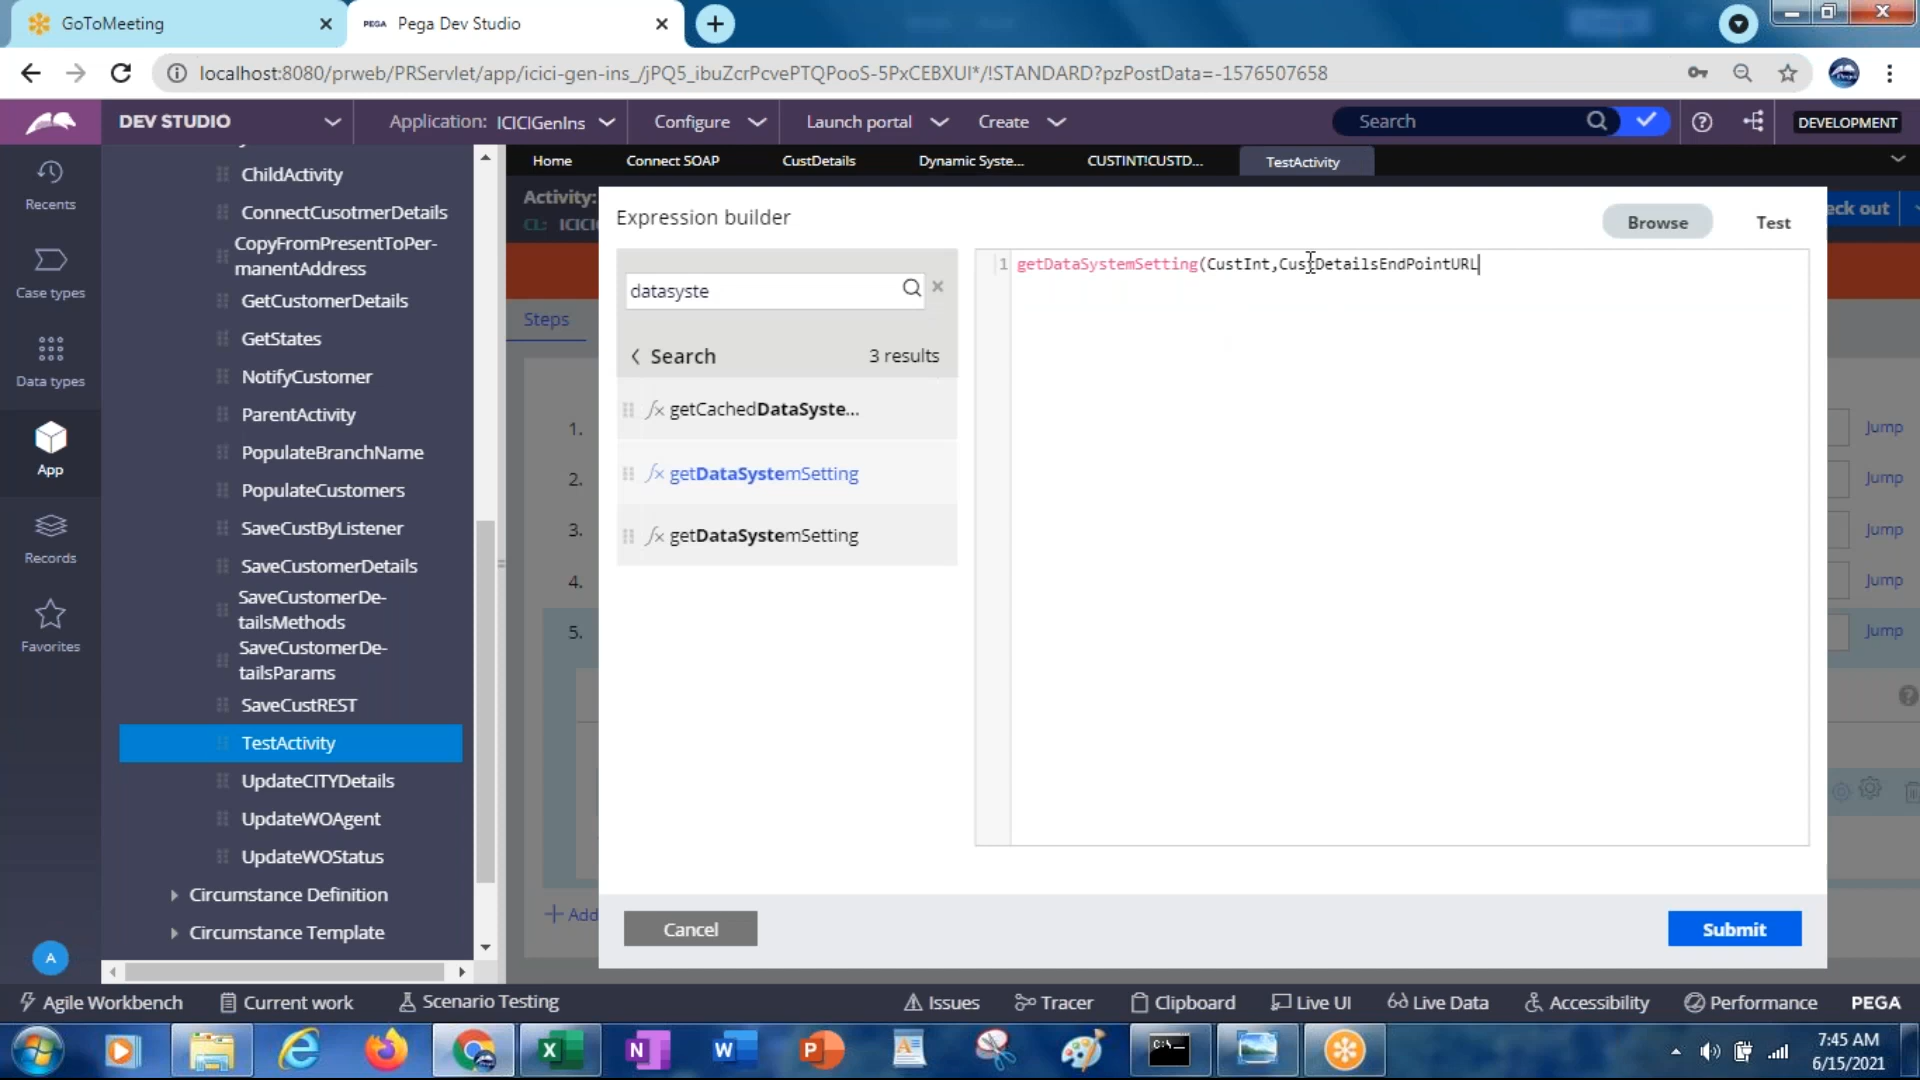 GoToMeeting
PEGA Pega Dev Studio
localhost:8080/prweb/PRServlet/app/icici-gen-ins_/jPQ5_ibuZcrPcvePTQPooS-5PxCEBXUI*/!STANDARD?pzPostData=-1576507658
DEV STUDIO
Application: ICICIGenIns
Configure
Launch portal
Create
Search
DEVELOPMENT
Home
Connect SOAP
CustDetails
Dynamic Syste...
CUSTINT!CUSTD...
TestActivity
Recents
Case types
Data types
App
Records
Favorites
A
ChildActivity
ConnectCusotmerDetails
CopyFromPresentToPer-
manentAddress
GetCustomerDetails
GetStates
NotifyCustomer
ParentActivity
PopulateBranchName
PopulateCustomers
SaveCustByListener
SaveCustomerDetails
SaveCustomerDe-
tailsMethods
SaveCustomerDe-
tailsParams
SaveCustREST
TestActivity
UpdateCITYDetails
UpdateWOAgent
UpdateWOStatus
Circumstance Definition
Circumstance Template
Activity:
CL: ICICI
eck out
Steps
1.
2.
3.
4.
5.
Jump
Jump
Jump
Jump
Jump
Add
Expression builder
Browse
Test
datasyste
Search
3 results
getCachedDataSyste...
getDataSystemSetting
getDataSystemSetting
1 getDataSystemSetting(CustInt,CustDetailsEndPointURL
Cancel
Submit
Agile Workbench
Current work
Scenario Testing
Issues
Tracer
Clipboard
Live UI
Live Data
Accessibility
Performance
PEGA
7:45 AM
6/15/2021